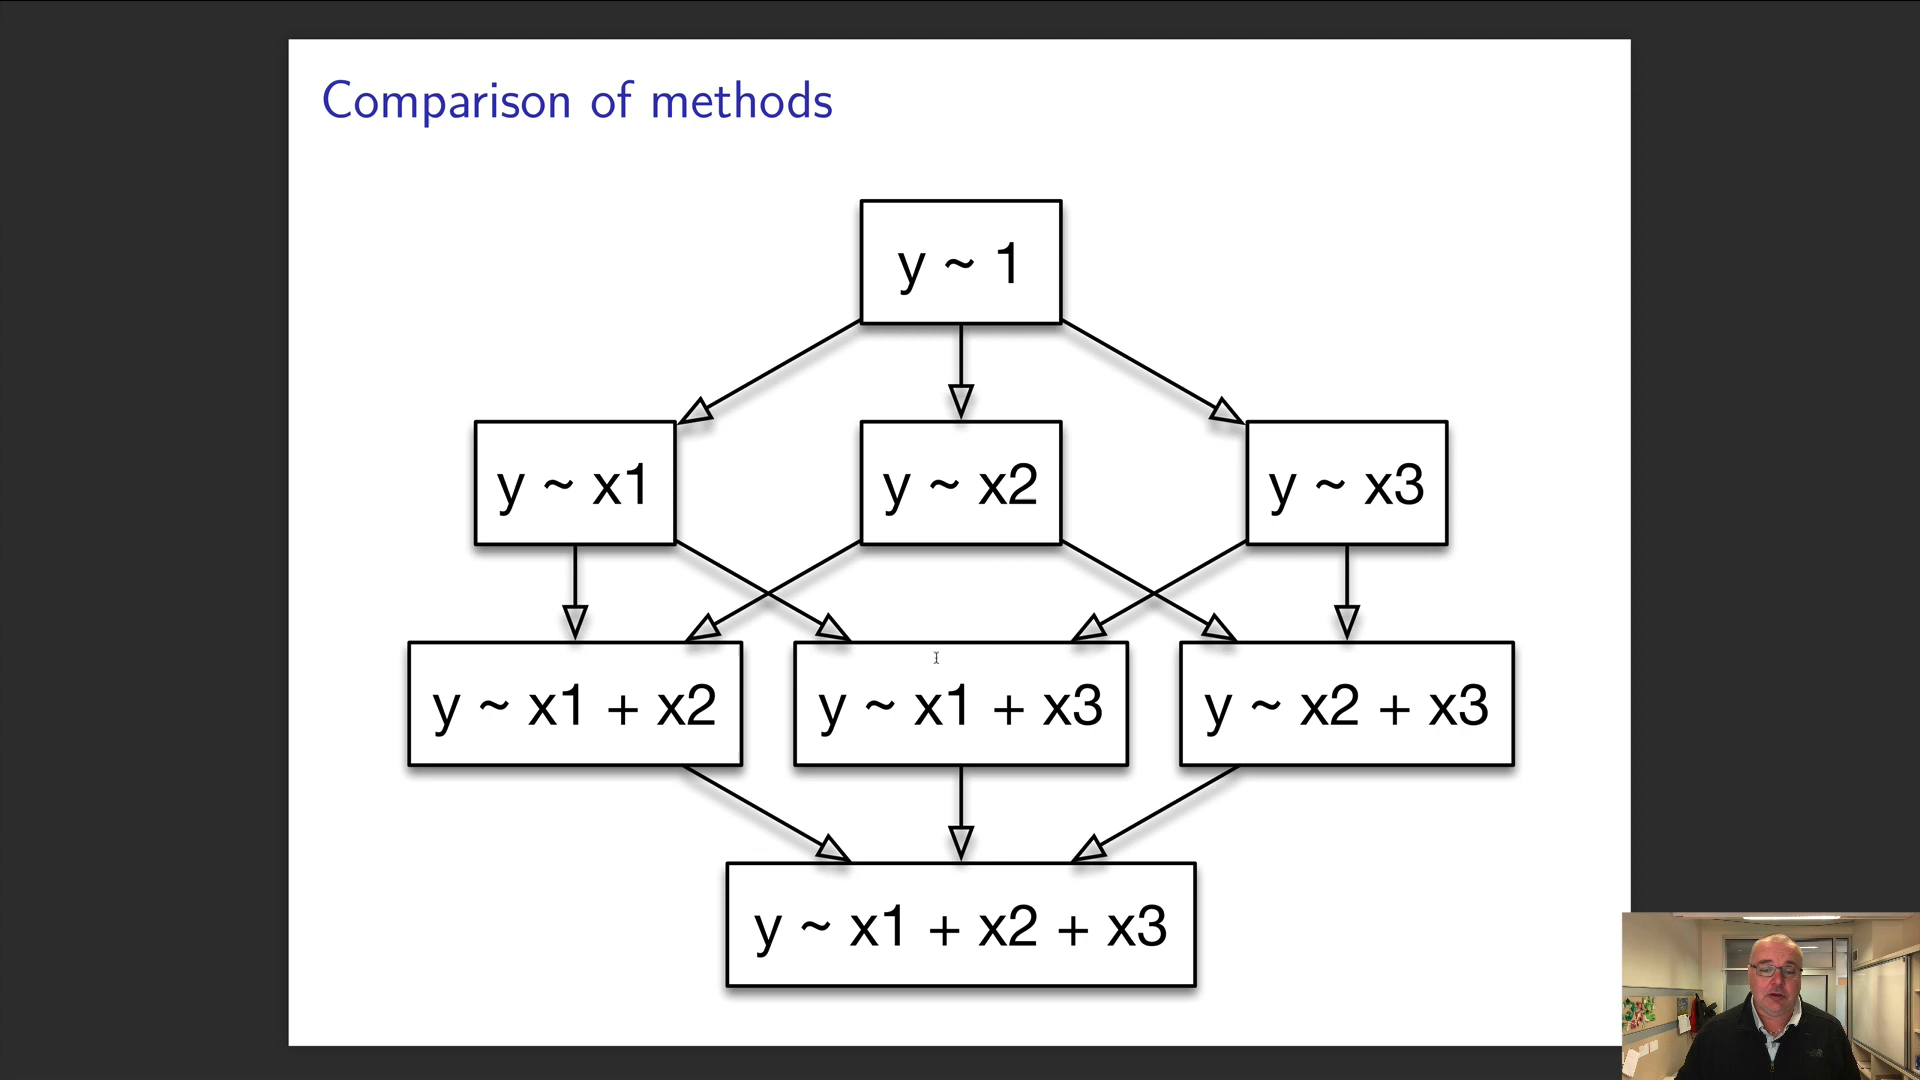 Comparison of methods
y ~ 1
y ~ x1
y ~ x2
y ~ x3
y ~ x1 + x2
y ~ x1 + x3
y ~ x2 + x3
y ~ x1 + x2 + x3